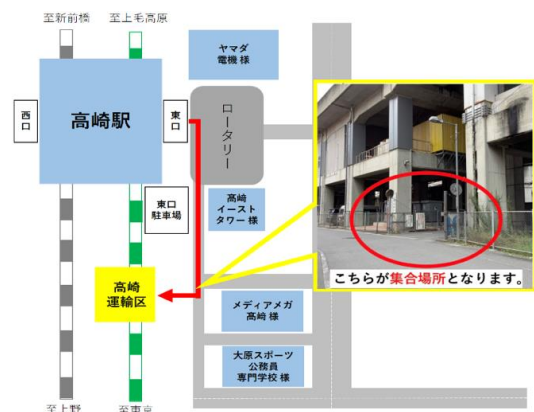 至新前橋
至上毛高原
ヤマダ
電機 様
高崎駅
西口
東口
ロータリー
東口
駐車場
高崎
イースト
タワー 様
こちらが集合場所となります。
高崎
運輸区
メディアメガ
高崎 様
大原スポーツ
公務員
専門学校 様
至上野
至東京